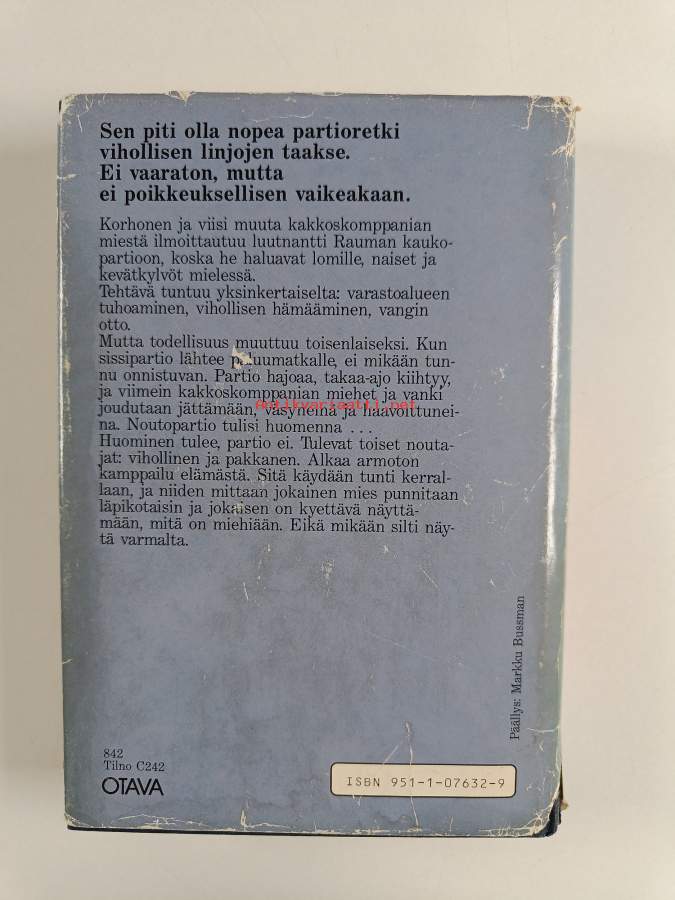 Sen piti olla nopea partioretki
vihollisen linjojen taakse.
Ei vaaraton, mutta
ei poikkeuksellisen vaikeakaan.
Korhonen ja viisi muuta kakkoskomppanian
miestä ilmoittautuu luutnantti Rauman kauko-
partioon, koska he haluavat lomille, naiset ja
kevätkylvöt mielessä.
Tehtävä tuntuu yksinkertaiselta: varastoalueen
tuhoaminen, vihollisen hämääminen, vangin
otto.
Mutta todellisuus muuttuu toisenlaiseksi. Kun
sissipartio lähtee paluumatkalle, ei mikään tun-
nu onnistuvan. Partio hajoaa, takaa-ajo kiihtyy,
ja viimein kakkoskomppanian miehet ja vanki
joudutaan jättämään, väsyneinä ja haavoittunei-
na. Noutopartio tulisi huomenna . . .
Huominen tulee, partio ei. Tulevat toiset nouta-
jat: vihollinen ja pakkanen. Alkaa armoton
kamppailu elämästä. Sitä käydään tunti kerral-
laan, ja niiden mittaan jokainen mies punnitaan
läpikotaisin ja jokaisen on kyettävä näyttä-
mään, mitä on miehiään. Eikä mikään silti näy-
tä varmalta.
Antikvariaatti.net
Päällys: Markku Bussman
842
Tilno C242
OTAVA
ISBN 951-1-07632-9